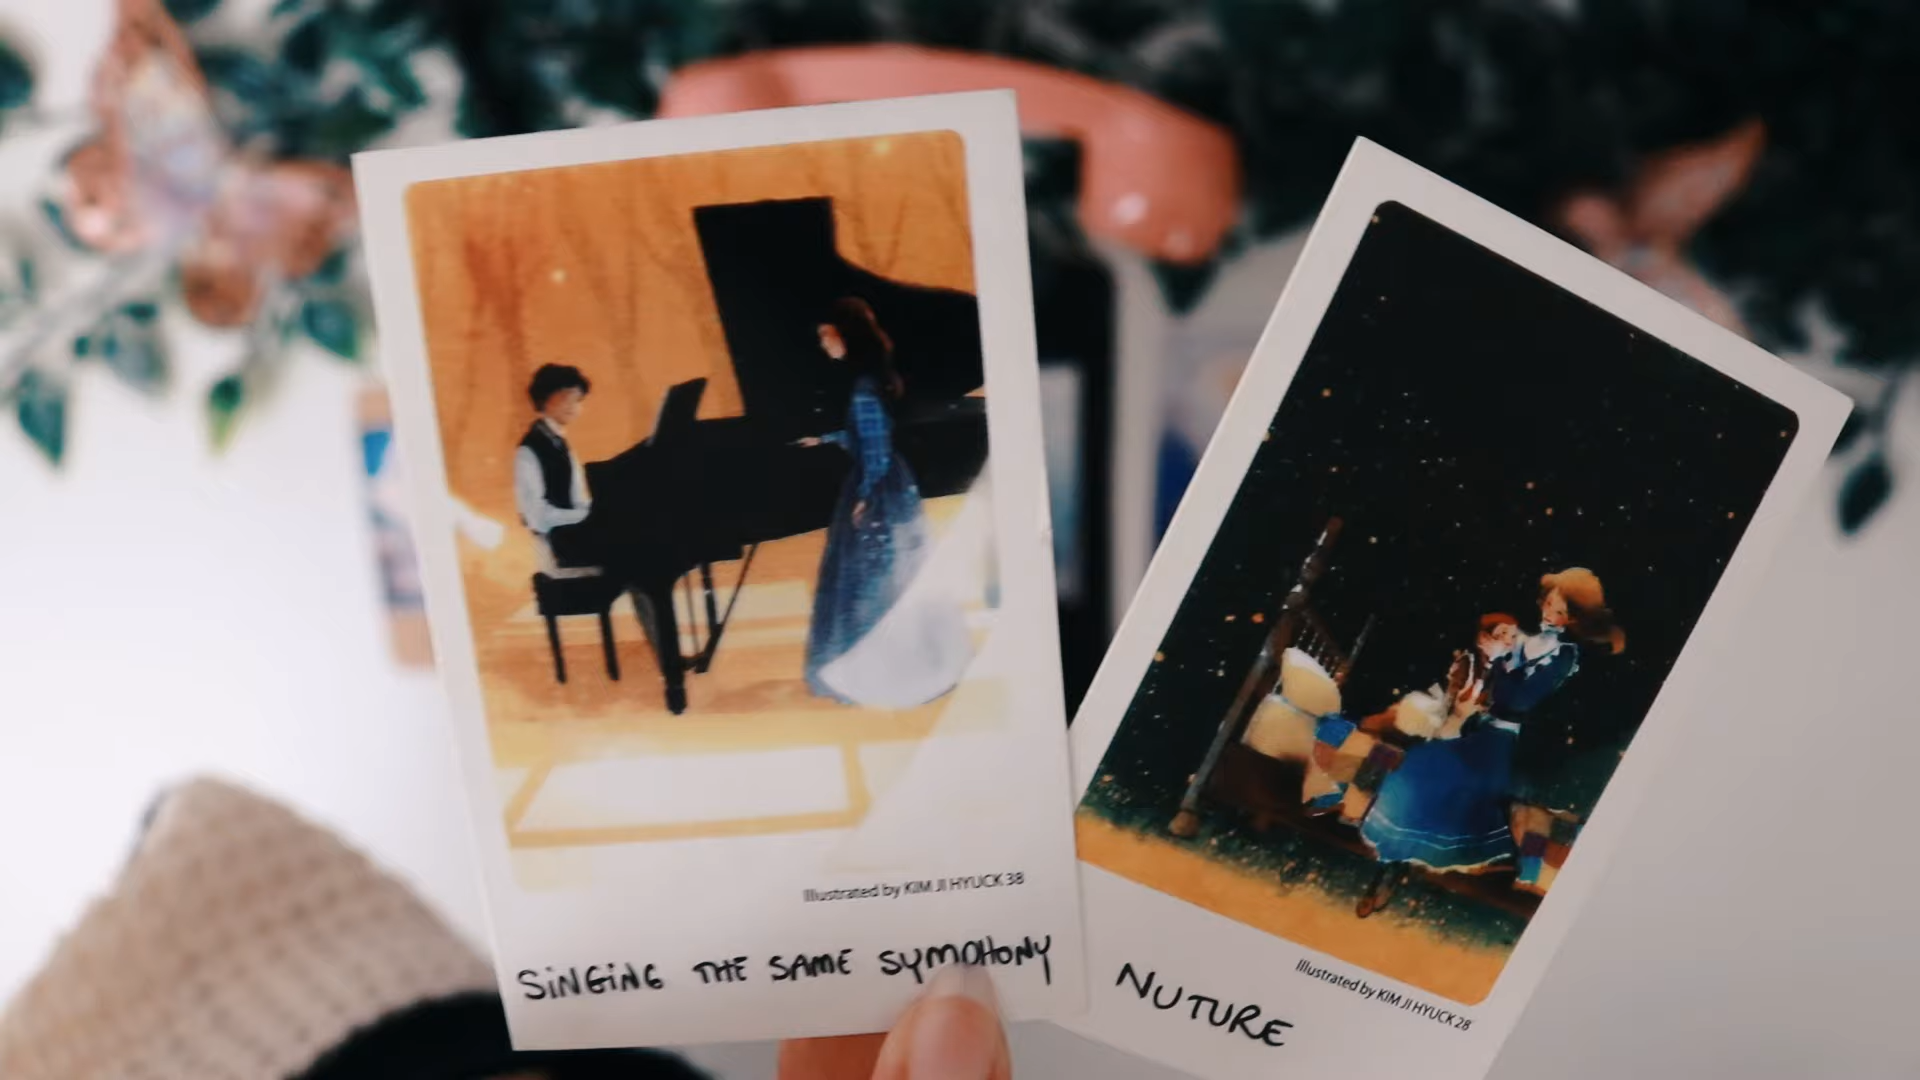 Illustrated by KIM JI HYUCK 38
SINGING THE SAME SYMPHONY
Illustrated by KIM JI HYUCK 28
NUTURE